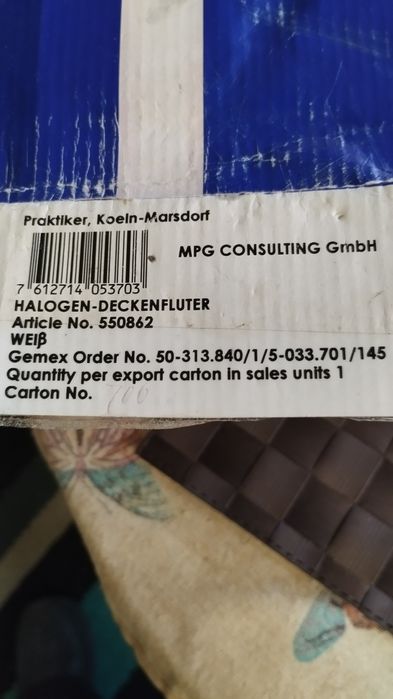 Praktiker, Koeln-Marsdorf
MPG CONSULTING GmbH
7 612714 053703
HALOGEN-DECKENFLUTER
Article No. 550862
WEIβ
Gemex Order No. 50-313.840/1/5-033.701/145
Quantity per export carton in sales units 1
Carton No.